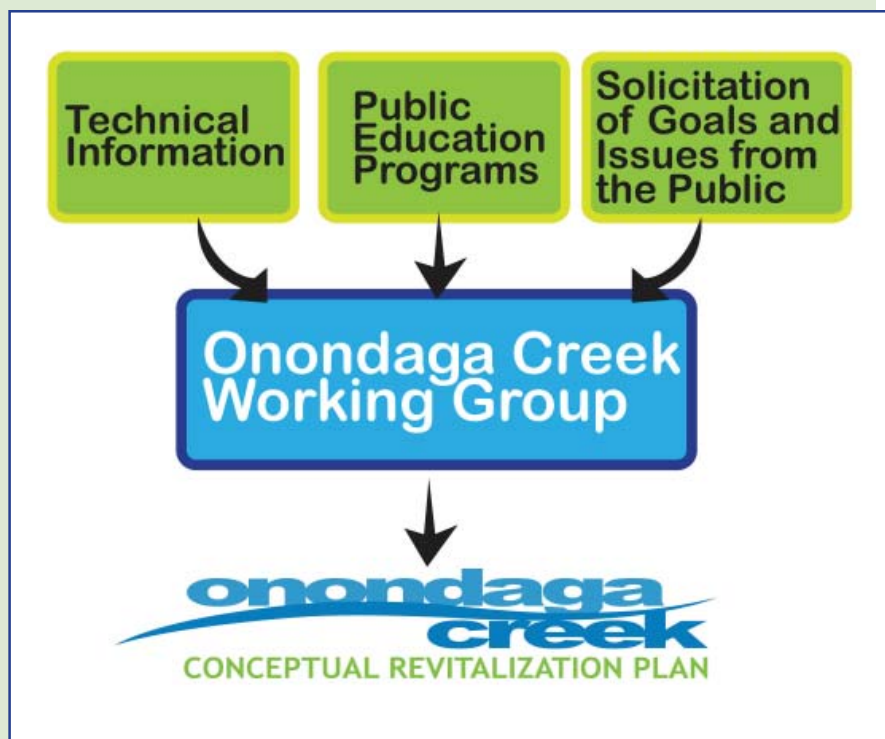 Technical
Information
Public
Education
Programs
Solicitation
of Goals and
Issues from
the Public
Onondaga Creek
Working Group
onondaga
creek
CONCEPTUAL REVITALIZATION PLAN